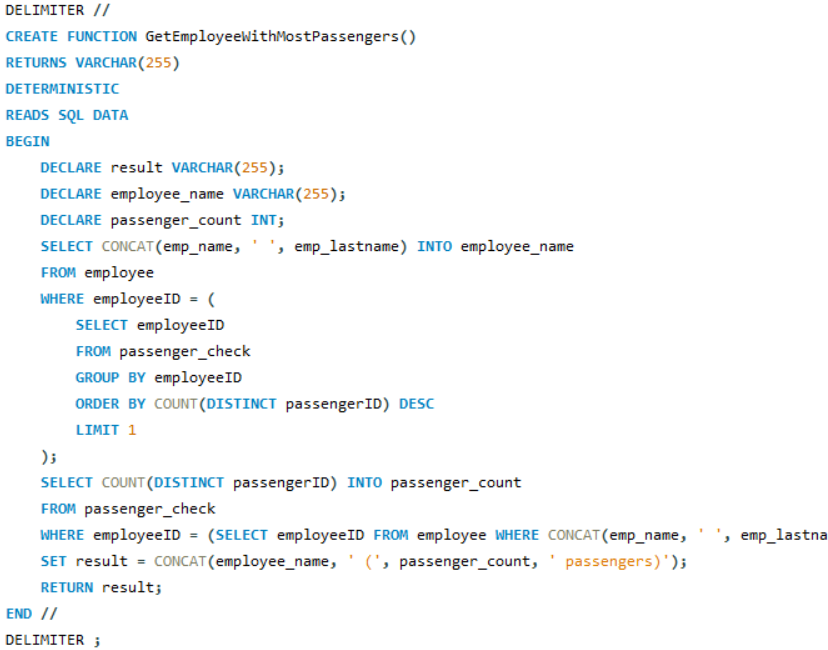 DELIMITER //
CREATE FUNCTION GetEmployeeWithMostPassengers()
RETURNS VARCHAR(255)
DETERMINISTIC
READS SQL DATA
BEGIN
    DECLARE result VARCHAR(255);
    DECLARE employee_name VARCHAR(255);
    DECLARE passenger_count INT;
    SELECT CONCAT(emp_name, ' ', emp_lastname) INTO employee_name
    FROM employee
    WHERE employeeID = (
        SELECT employeeID
        FROM passenger_check
        GROUP BY employeeID
        ORDER BY COUNT(DISTINCT passengerID) DESC
        LIMIT 1
    );
    SELECT COUNT(DISTINCT passengerID) INTO passenger_count
    FROM passenger_check
    WHERE employeeID = (SELECT employeeID FROM employee WHERE CONCAT(emp_name, ' ', emp_lastna
    SET result = CONCAT(employee_name, ' (', passenger_count, ' passengers)');
    RETURN result;
END //
DELIMITER ;